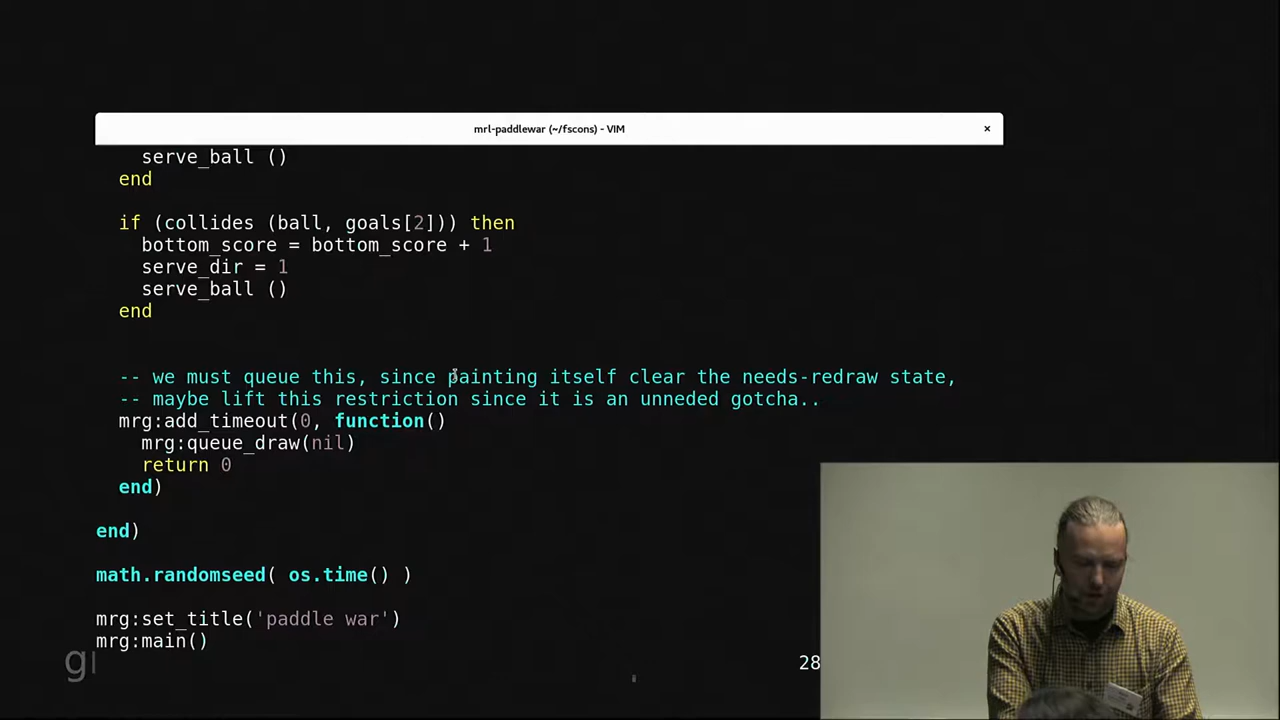 mrl-paddlewar (~/fscons) - VIM
×
serve_ball ()
end
if (collides (ball, goals[2])) then
bottom_score = bottom_score + 1
serve_dir = 1
serve_ball ()
end
-- we must queue this, since painting itself clear the needs-redraw state,
-- maybe lift this restriction since it is an unneded gotcha..
mrg:add_timeout(0, function()
mrg:queue_draw(nil)
return 0
end)
end)
math.randomseed( os.time() )
mrg:set_title('paddle war')
mrg:main()
28